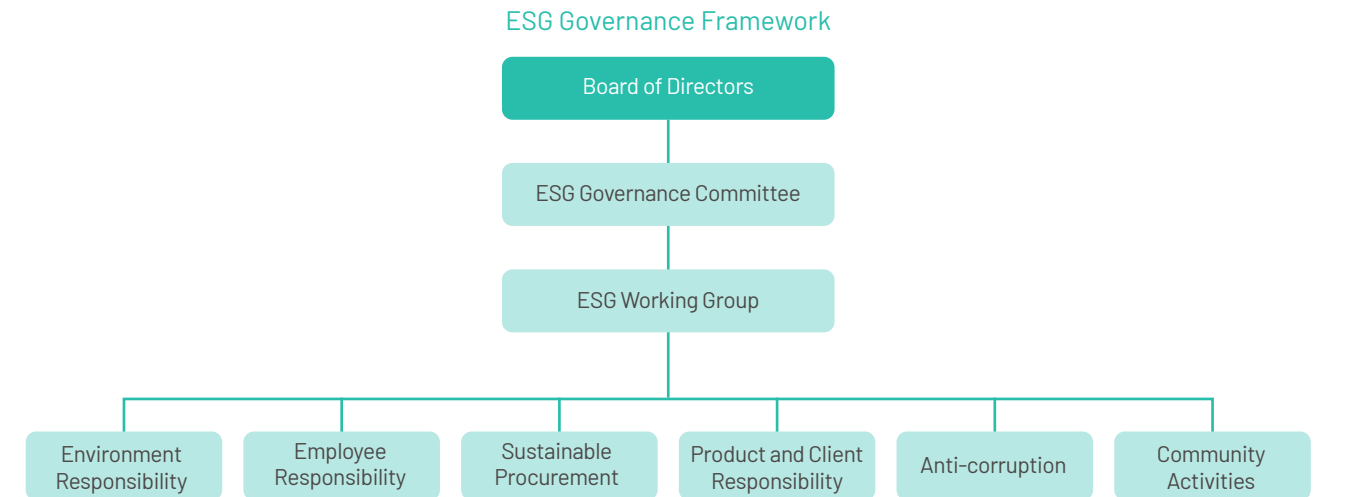 ESG Governance Framework
Board of Directors
ESG Governance Committee
ESG Working Group
Environment
Responsibility
Employee
Responsibility
Sustainable
Procurement
Product and Client
Responsibility
Anti-corruption
Community
Activities